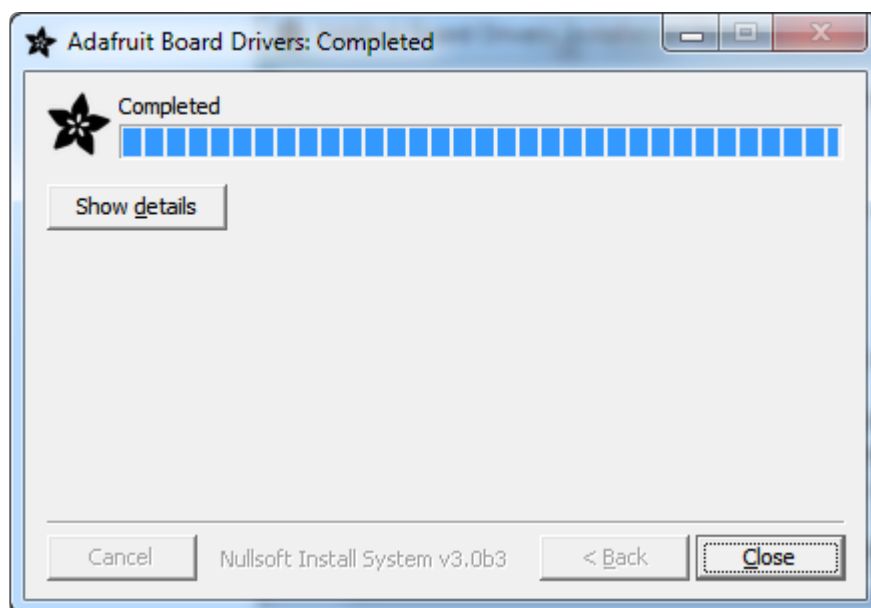 Adafruit Board Drivers: Completed
Completed
Show details
Cancel Nullsoft Install System v3.0b3 < Back Close